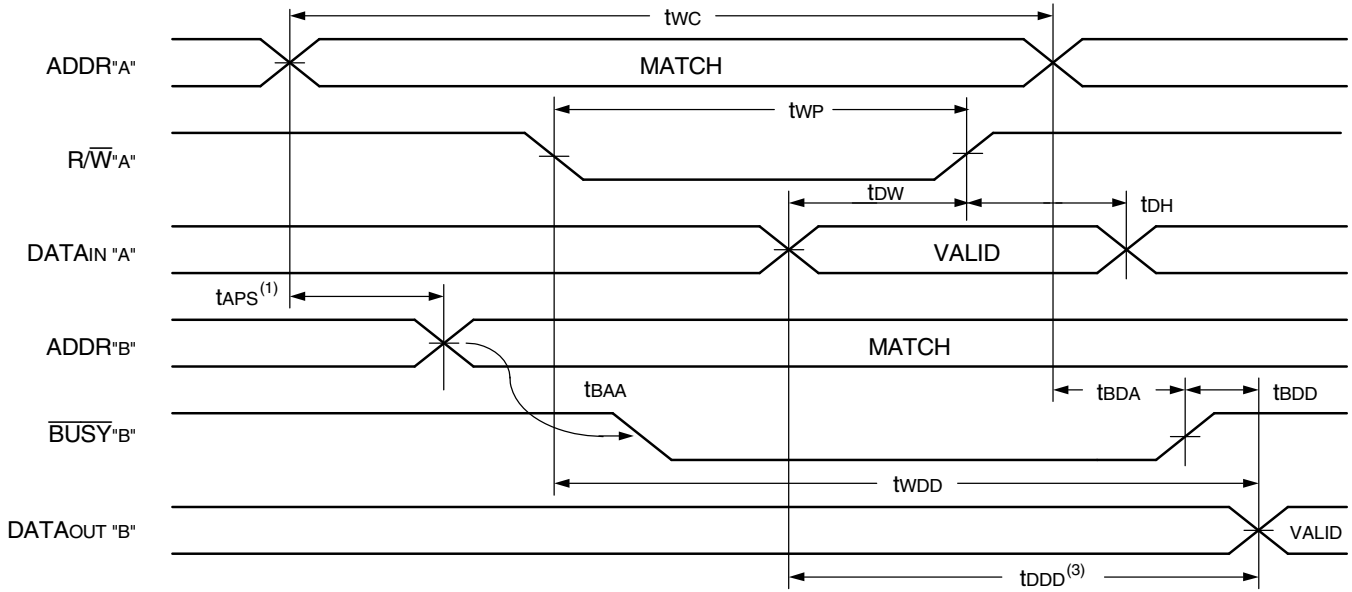 tWC
ADDR"A" MATCH
tWP
R/W̅"A"
tDW tDH
DATAIN "A" VALID
tAPS(1)
ADDR"B" MATCH
tBAA tBDA tBDD
B̅U̅S̅Y̅"B"
tWDD
DATAOUT "B" VALID
tDDD(3)